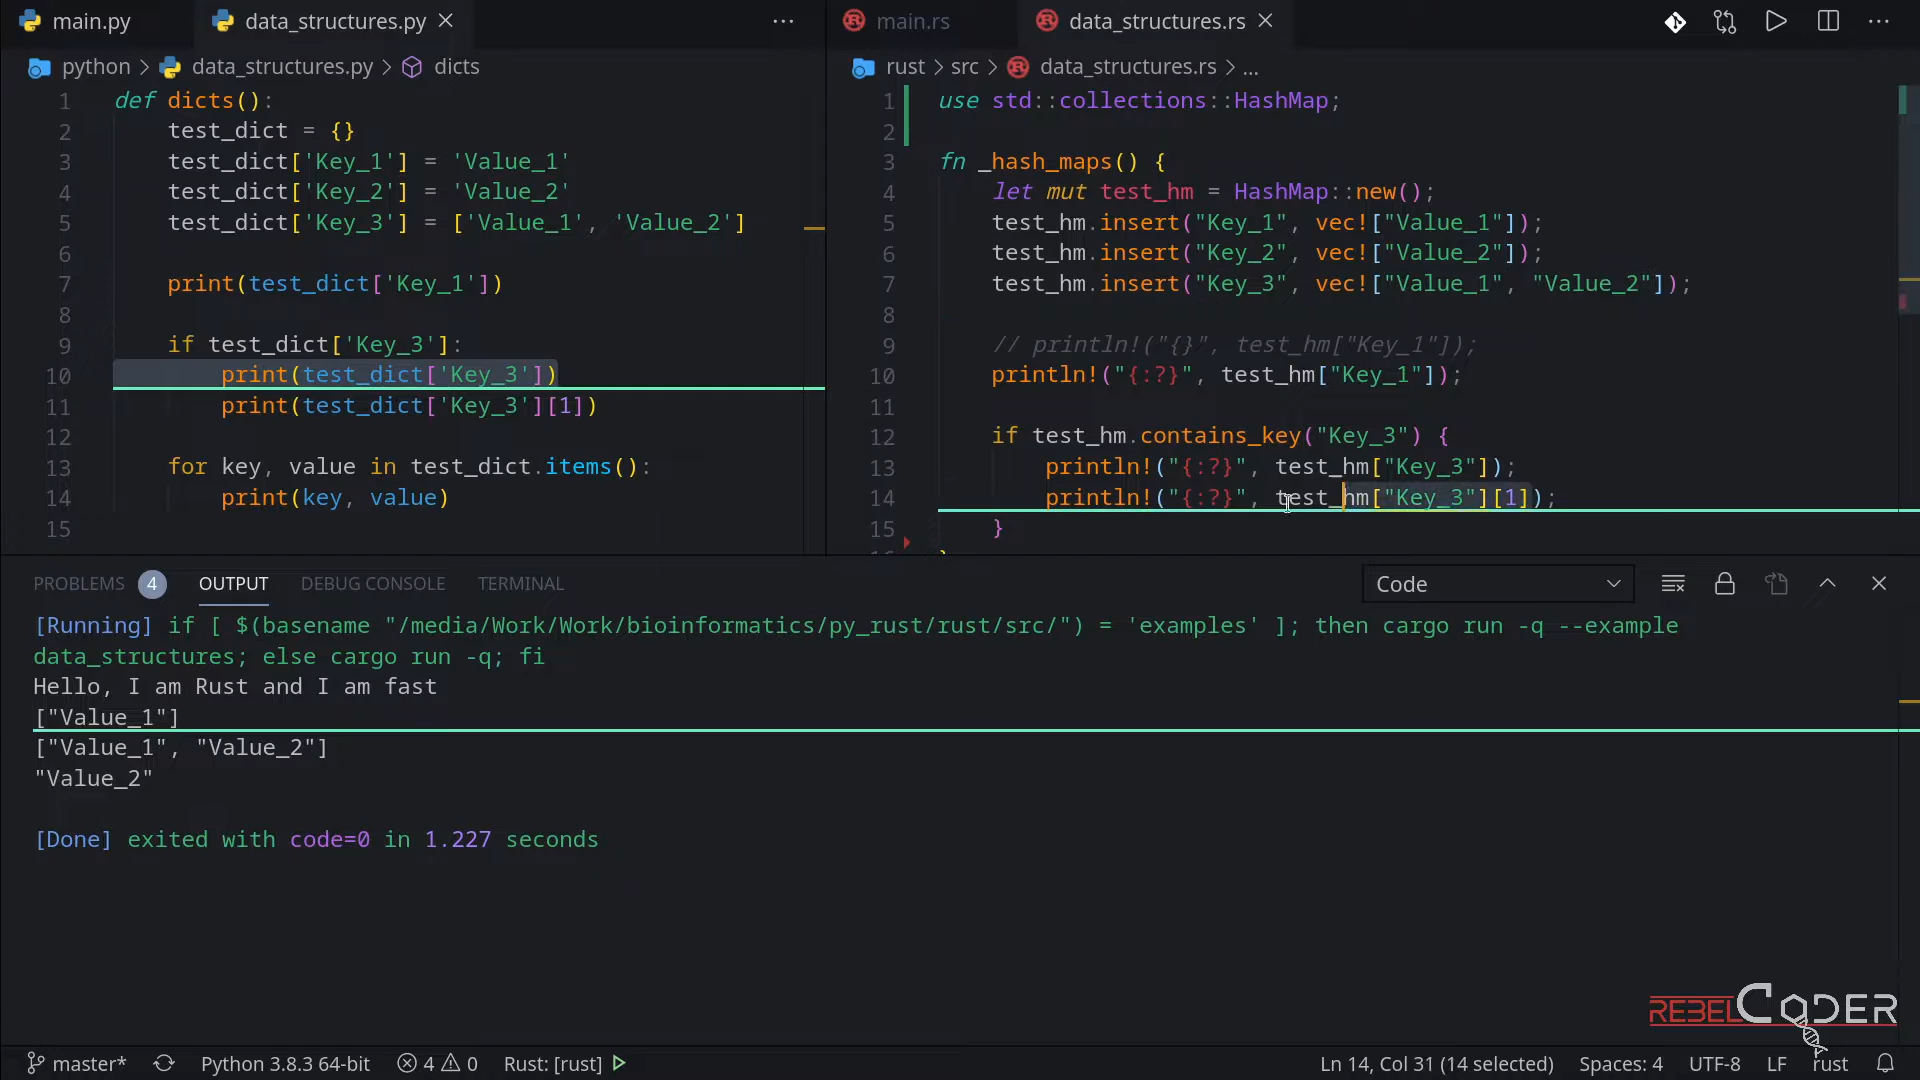 main.py data_structures.py
python > data_structures.py > dicts
1 def dicts():
2 test_dict = {}
3 test_dict['Key_1'] = 'Value_1'
4 test_dict['Key_2'] = 'Value_2'
5 test_dict['Key_3'] = ['Value_1', 'Value_2']
6
7 print(test_dict['Key_1'])
8
9 if test_dict['Key_3']:
10 print(test_dict['Key_3'])
11 print(test_dict['Key_3'][1])
12
13 for key, value in test_dict.items():
14 print(key, value)
15
main.rs data_structures.rs
rust > src > data_structures.rs > ...
1 use std::collections::HashMap;
2
3 fn _hash_maps() {
4 let mut test_hm = HashMap::new();
5 test_hm.insert("Key_1", vec!["Value_1"]);
6 test_hm.insert("Key_2", vec!["Value_2"]);
7 test_hm.insert("Key_3", vec!["Value_1", "Value_2"]);
8
9 // println!("{}", test_hm["Key_1"]);
10 println!("{:?}", test_hm["Key_1"]);
11
12 if test_hm.contains_key("Key_3") {
13 println!("{:?}", test_hm["Key_3"]);
14 println!("{:?}", test_hm["Key_3"][1]);
15 }
PROBLEMS 4 OUTPUT DEBUG CONSOLE TERMINAL Code
[Running] if [ $(basename "/media/Work/Work/bioinformatics/py_rust/rust/src/") = 'examples' ]; then cargo run -q --example
data_structures; else cargo run -q; fi
Hello, I am Rust and I am fast
["Value_1"]
["Value_1", "Value_2"]
"Value_2"
[Done] exited with code=0 in 1.227 seconds
REBELCODER
master* Python 3.8.3 64-bit 4 0 Rust: [rust] Ln 14, Col 31 (14 selected) Spaces: 4 UTF-8 LF rust